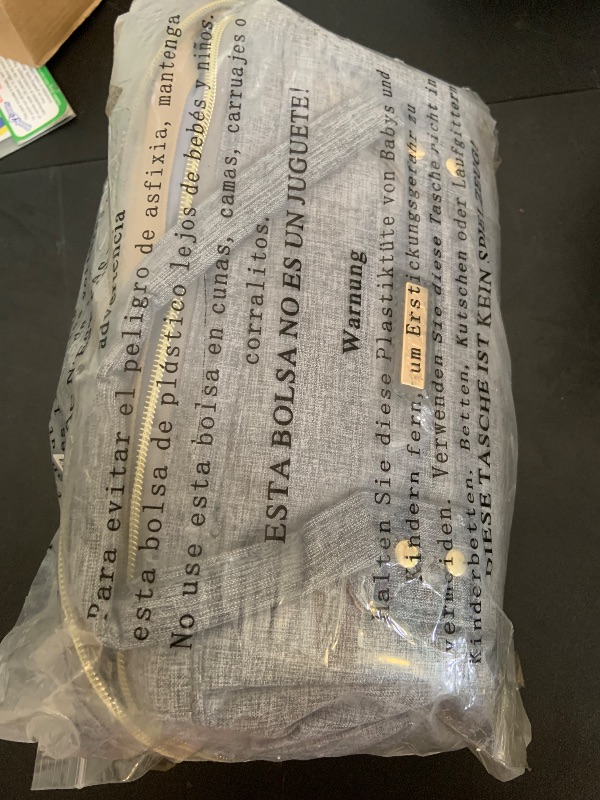 advertencia
Para evitar el peligro de asfixia, mantenga
esta bolsa de plástico lejos de bebés y niños.
No use esta bolsa en cunas, camas, carruajes o
corralitos.
ESTA BOLSA NO ES UN JUGUETE!
Warnung
Halten Sie diese Plastiktüte von Babys und
Kindern fern, um Erstickungsgefahr zu
vermeiden. Verwenden Sie diese Tasche nicht in
Kinderbetten, Betten, Kutschen oder Laufgittern
DIESE TASCHE IST KEIN SPIELZEUG!